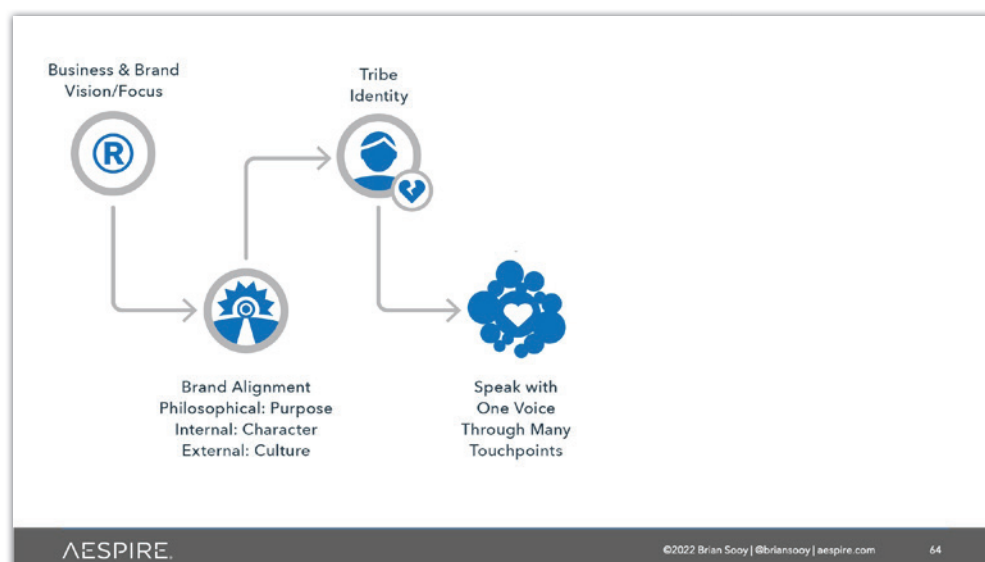 Business & Brand
Vision/Focus
®
Tribe
Identity
Brand Alignment
Philosophical: Purpose
Internal: Character
External: Culture
Speak with
One Voice
Through Many
Touchpoints
AESPIRE.
©2022 Brian Sooy | @briansooy | aespire.com
64